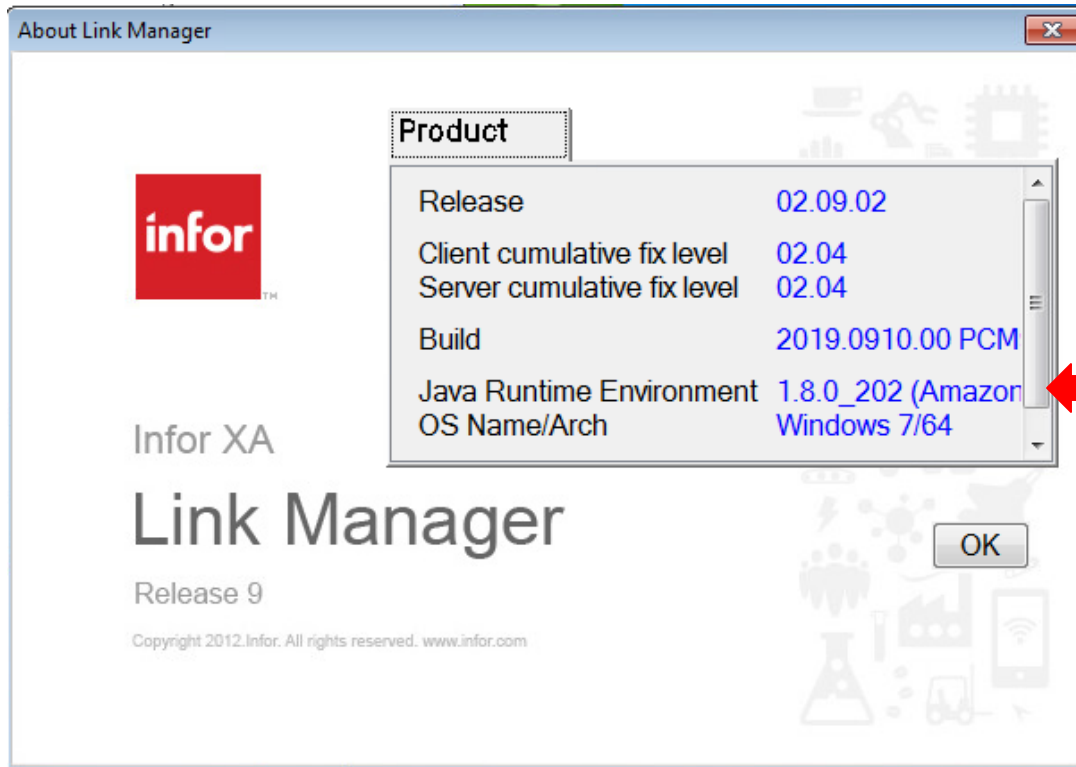 About Link Manager
Product
infor
TM
Release 02.09.02
Client cumulative fix level 02.04
Server cumulative fix level 02.04
Build 2019.0910.00 PCM
Java Runtime Environment 1.8.0_202 (Amazon
OS Name/Arch Windows 7/64
Infor XA
Link Manager
OK
Release 9
Copyright 2012.Infor. All rights reserved. www.infor.com